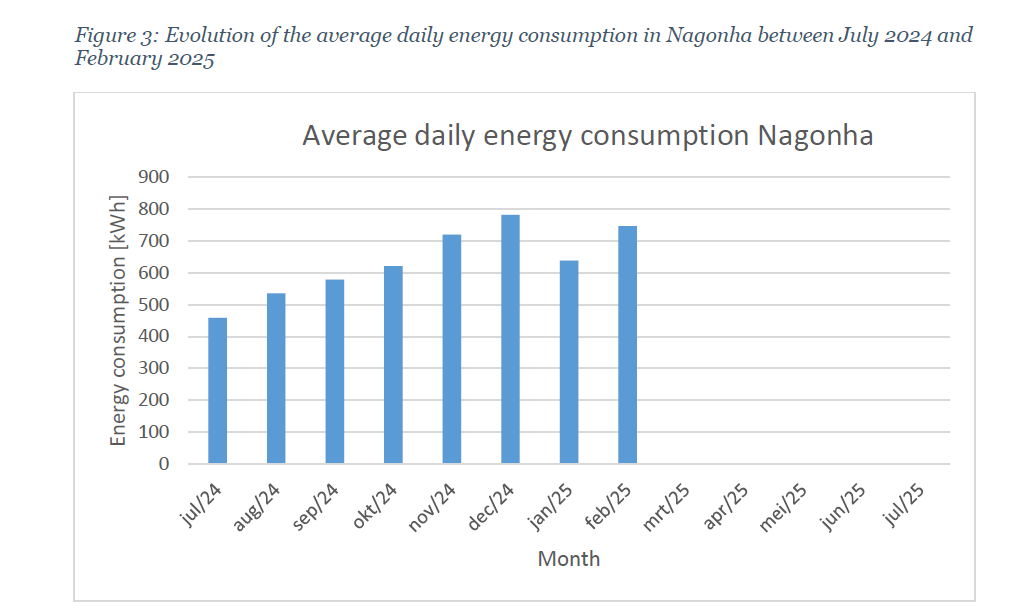 Figure 3: Evolution of the average daily energy consumption in Nagonha between July 2024 and
February 2025
Average daily energy consumption Nagonha
Energy consumption [kWh]
900
800
700
600
500
400
300
200
100
0
jul/24
aug/24
sep/24
okt/24
nov/24
dec/24
jan/25
feb/25
mrt/25
apr/25
mei/25
jun/25
jul/25
Month